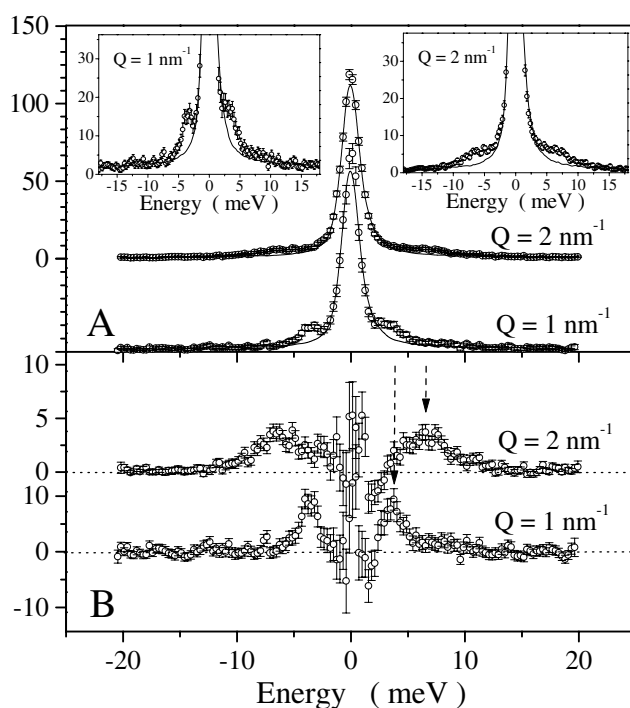 150
100
50
0
A
30
20
10
0
Q = 1 nm⁻¹
-15 -10 -5 0 5 10 15
Energy ( meV )
30
20
10
0
Q = 2 nm⁻¹
-15 -10 -5 0 5 10 15
Energy ( meV )
Q = 2 nm⁻¹
Q = 1 nm⁻¹
10
5
0
10
0
-10
B
Q = 2 nm⁻¹
Q = 1 nm⁻¹
-20 -10 0 10 20
Energy ( meV )